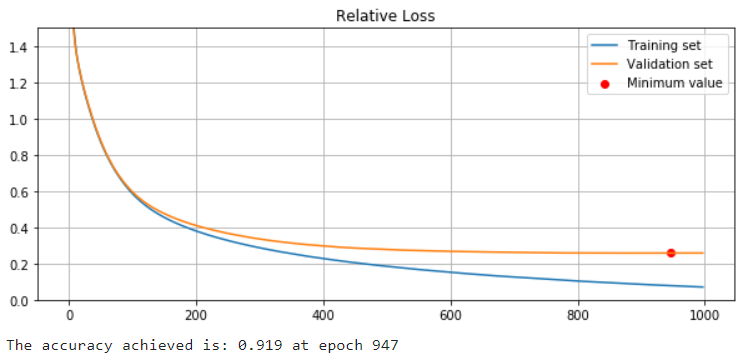 Relative Loss
1.4
1.2
1.0
0.8
0.6
0.4
0.2
0.0
Training set
Validation set
Minimum value
0 200 400 600 800 1000
The accuracy achieved is: 0.919 at epoch 947